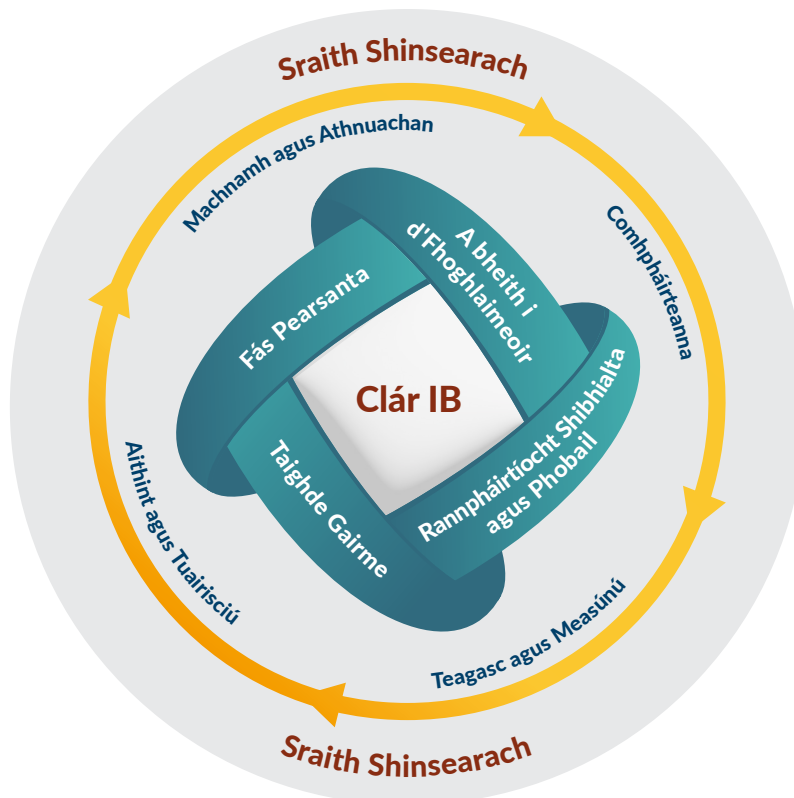 Sraith Shinsearach
Machnamh agus Athnuachan
Comhpháirteanna
A bheith i
d'Fhoghlaimeoir
Fás Pearsanta
Clár IB
Rannpháirtíocht Shibhialta
agus Phobail
Taighde Gairme
Aithint agus Tuairisciú
Teagasc agus Measúnú
Sraith Shinsearach